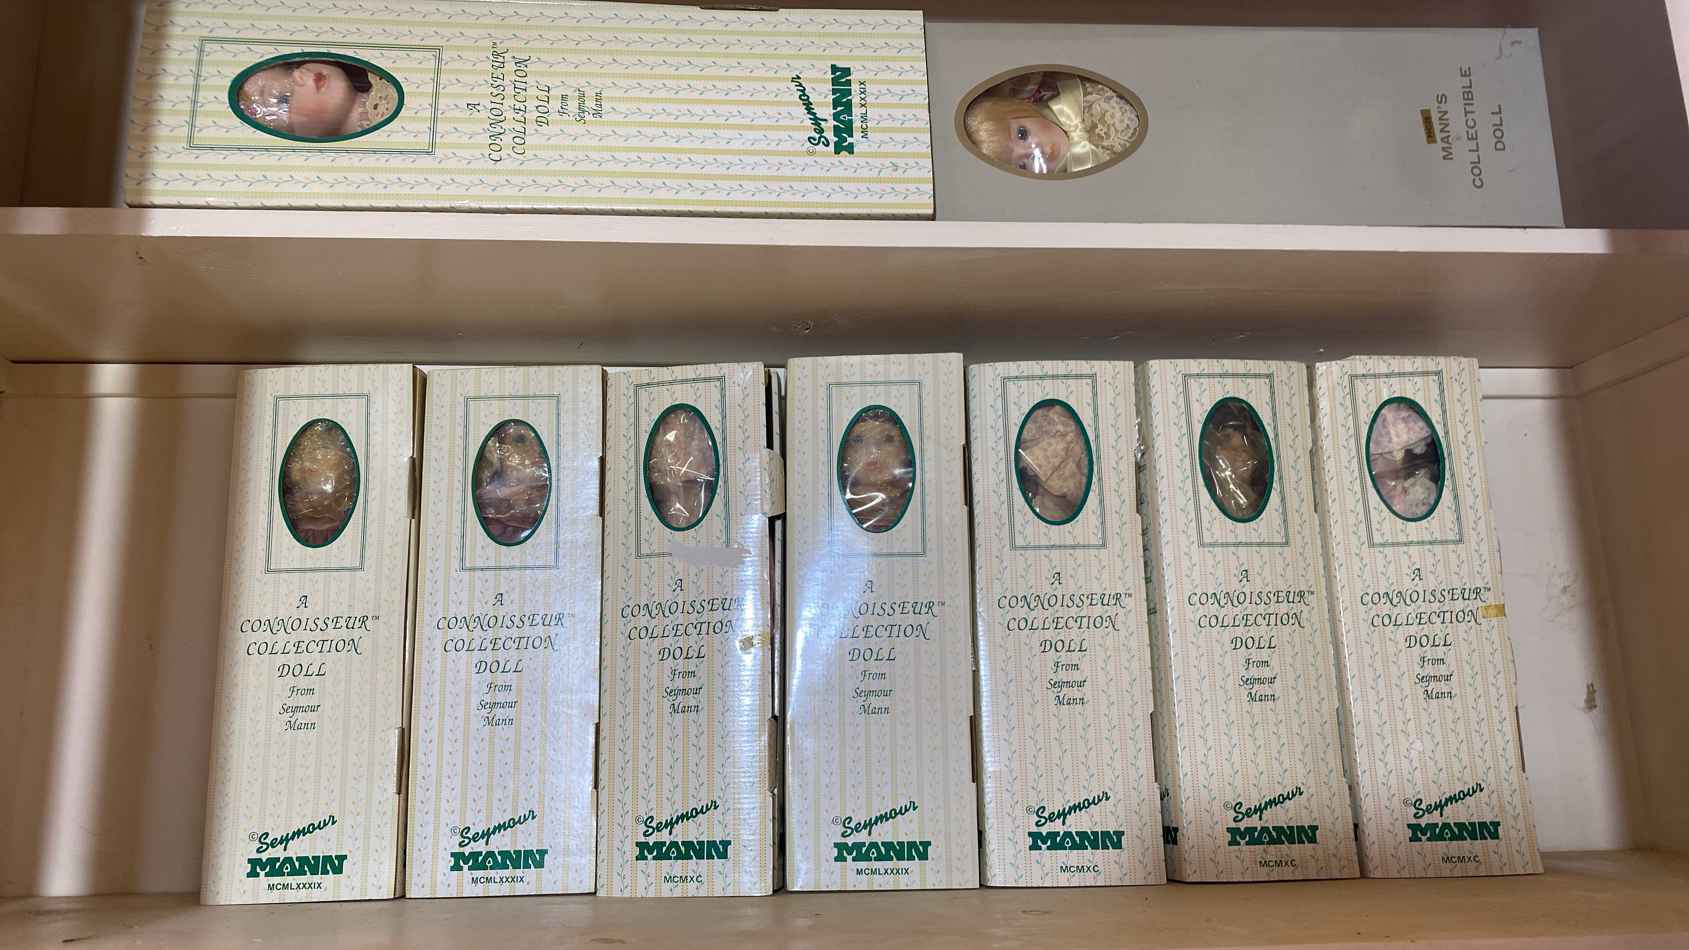 A
CONNOISSEUR™
COLLECTION
DOLL
From
Seymour
Mann.
© Seymour
MANN
MCMLXXXIX
MANN'S
COLLECTIBLE
DOLL
A
CONNOISSEUR™
COLLECTION
DOLL
From
Seymour
Mann
© Seymour
MANN
MCMLXXXIX
A
CONNOISSEUR
COLLECTION
DOLL
From
Seymour
Mann
© Seymour
MANN
MCMLXXXIX
A
CONNOISSEUR
COLLECTION
DOLL
From
Seymour
Mann
© Seymour
MANN
MCMXC
A
CONNOISSEUR™
COLLECTION
DOLL
From
Seymour
Mann
© Seymour
MANN
MCMLXXXIX
A
CONNOISSEUR™
COLLECTION
DOLL
From
Seymour
Mann
© Seymour
MANN
MCMXC
A
CONNOISSEUR™
COLLECTION
DOLL
From
Seymour
Mann
© Seymour
MANN
MCMXC
A
CONNOISSEUR™
COLLECTION
DOLL
From
Seymour
Mann
© Seymour
MANN
MCMXC